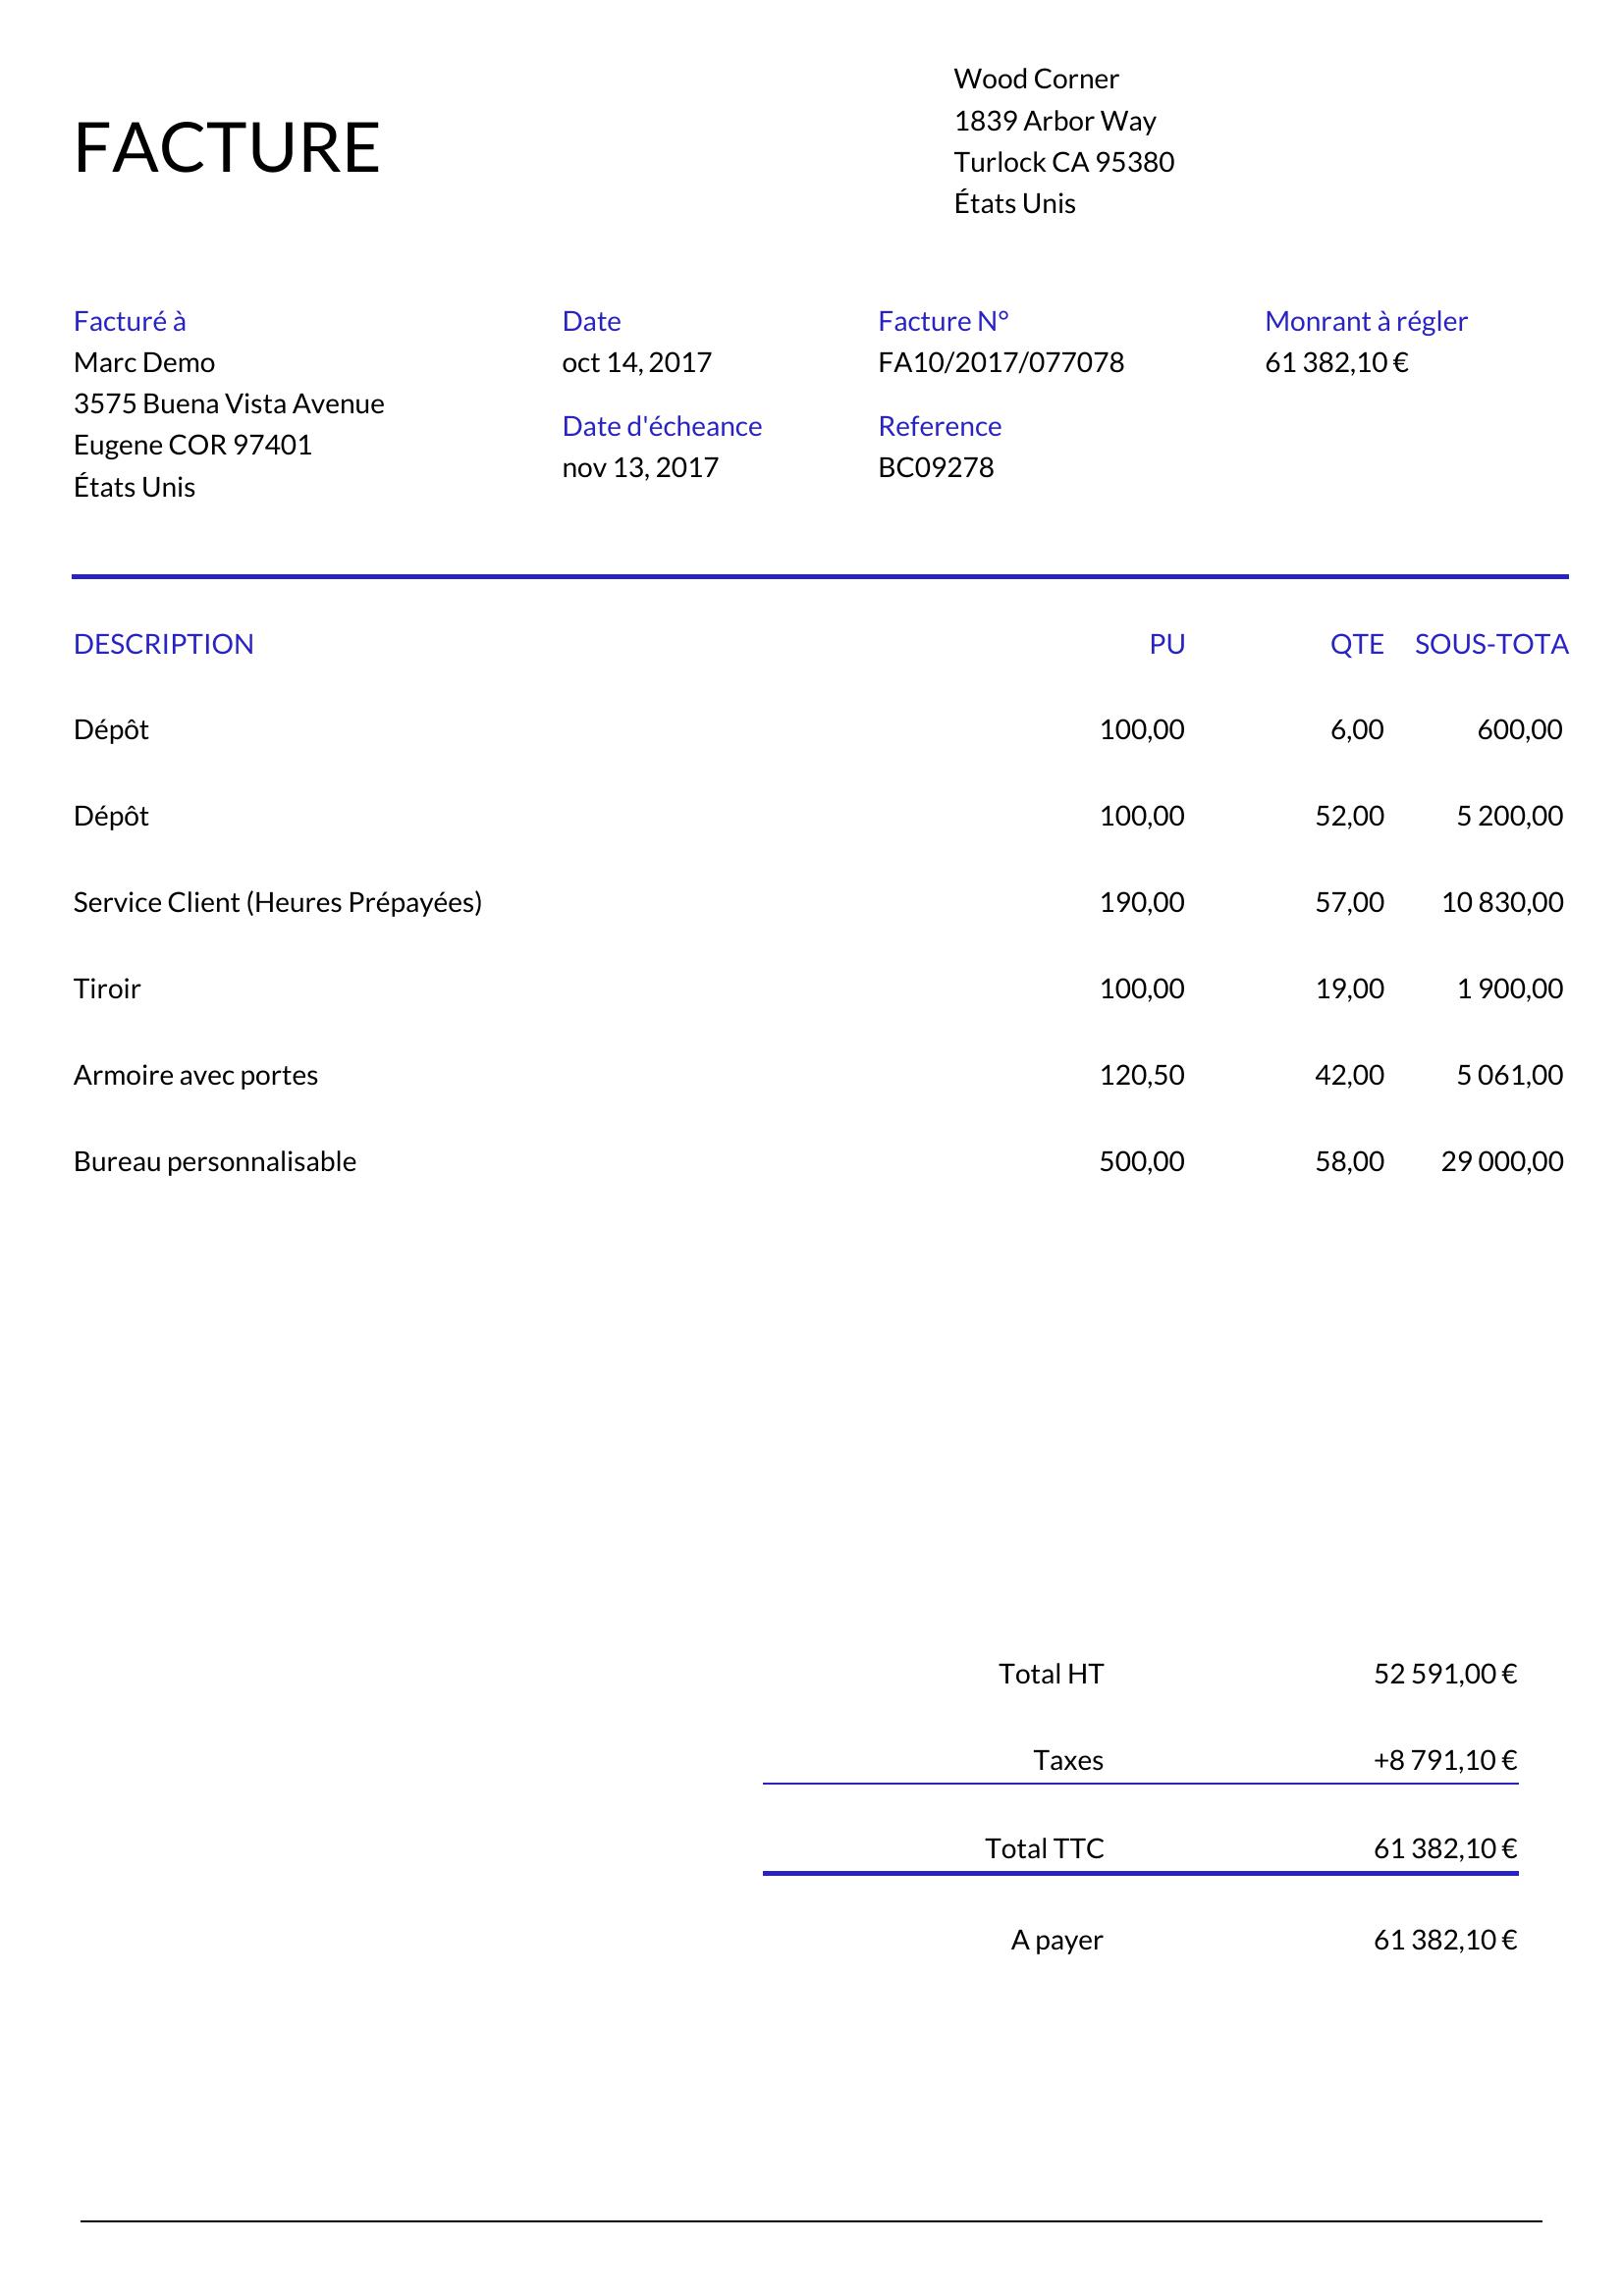 Wood Corner
1839 Arbor Way
Turlock CA 95380
États Unis
FACTURE
Facturé à
Marc Demo
3575 Buena Vista Avenue
Eugene COR 97401
États Unis
Date
oct 14, 2017
Date d'écheance
nov 13, 2017
Facture N°
FA10/2017/077078
Reference
BC09278
Monrant à régler
61 382,10 €
DESCRIPTION PU QTE SOUS-TOTA
Dépôt 100,00 6,00 600,00
Dépôt 100,00 52,00 5 200,00
Service Client (Heures Prépayées) 190,00 57,00 10 830,00
Tiroir 100,00 19,00 1 900,00
Armoire avec portes 120,50 42,00 5 061,00
Bureau personnalisable 500,00 58,00 29 000,00
Total HT 52 591,00 €
Taxes +8 791,10 €
Total TTC 61 382,10 €
A payer 61 382,10 €